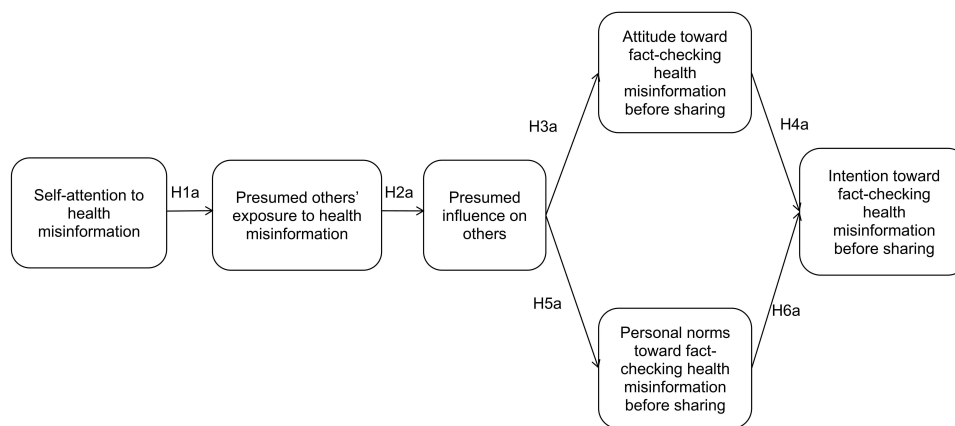 Self-attention to
health
misinformation
H1a
Presumed others’
exposure to health
misinformation
H2a
Presumed
influence on
others
H3a
Attitude toward
fact-checking
health
misinformation
before sharing
H4a
H5a
Personal norms
toward fact-
checking health
misinformation
before sharing
H6a
Intention toward
fact-checking
health
misinformation
before sharing